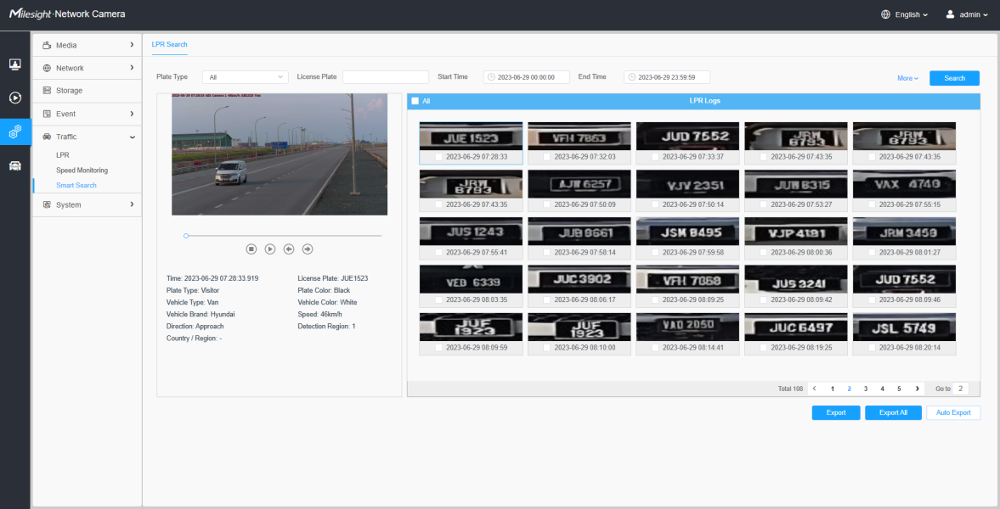 Milesight·Network Camera
English
admin
Media
Network
Storage
Event
Traffic
LPR
Speed Monitoring
Smart Search
System
LPR Search
Plate Type
All
License Plate
Start Time
2023-06-29 00:00:00
End Time
2023-06-29 23:59:59
More
Search
Time: 2023-06-29 07:28:33.919
License Plate: JUE1523
Plate Type: Visitor
Plate Color: Black
Vehicle Type: Van
Vehicle Color: White
Vehicle Brand: Hyundai
Speed: 46km/h
Direction: Approach
Detection Region: 1
Country / Region: -
All
LPR Logs
JUE 1523
VFH 7863
JUD 7552
JRW
8793
JRW
8793
2023-06-29 07:28:33
2023-06-29 07:32:03
2023-06-29 07:33:37
2023-06-29 07:43:35
2023-06-29 07:43:35
JRW
8793
AJW 6257
VJV 2351
JUW 8315
VAX 4740
2023-06-29 07:43:35
2023-06-29 07:50:09
2023-06-29 07:50:14
2023-06-29 07:53:27
2023-06-29 07:55:15
JUS 1243
JUB 8661
JSM 8495
VJP 4181
JRM 3459
2023-06-29 07:55:41
2023-06-29 07:58:14
2023-06-29 07:59:58
2023-06-29 08:00:36
2023-06-29 08:01:27
VEB 6339
JUC 3902
VFH 7868
JUS 3241
JUD 7552
2023-06-29 08:03:35
2023-06-29 08:06:17
2023-06-29 08:09:25
2023-06-29 08:09:42
2023-06-29 08:09:46
JUF
1923
JUF
1923
VAD 2050
JUC 6497
JSL 5749
2023-06-29 08:09:59
2023-06-29 08:10:00
2023-06-29 08:14:41
2023-06-29 08:19:25
2023-06-29 08:20:14
Total 108
1 2 3 4 5
Go to 2
Export
Export All
Auto Export